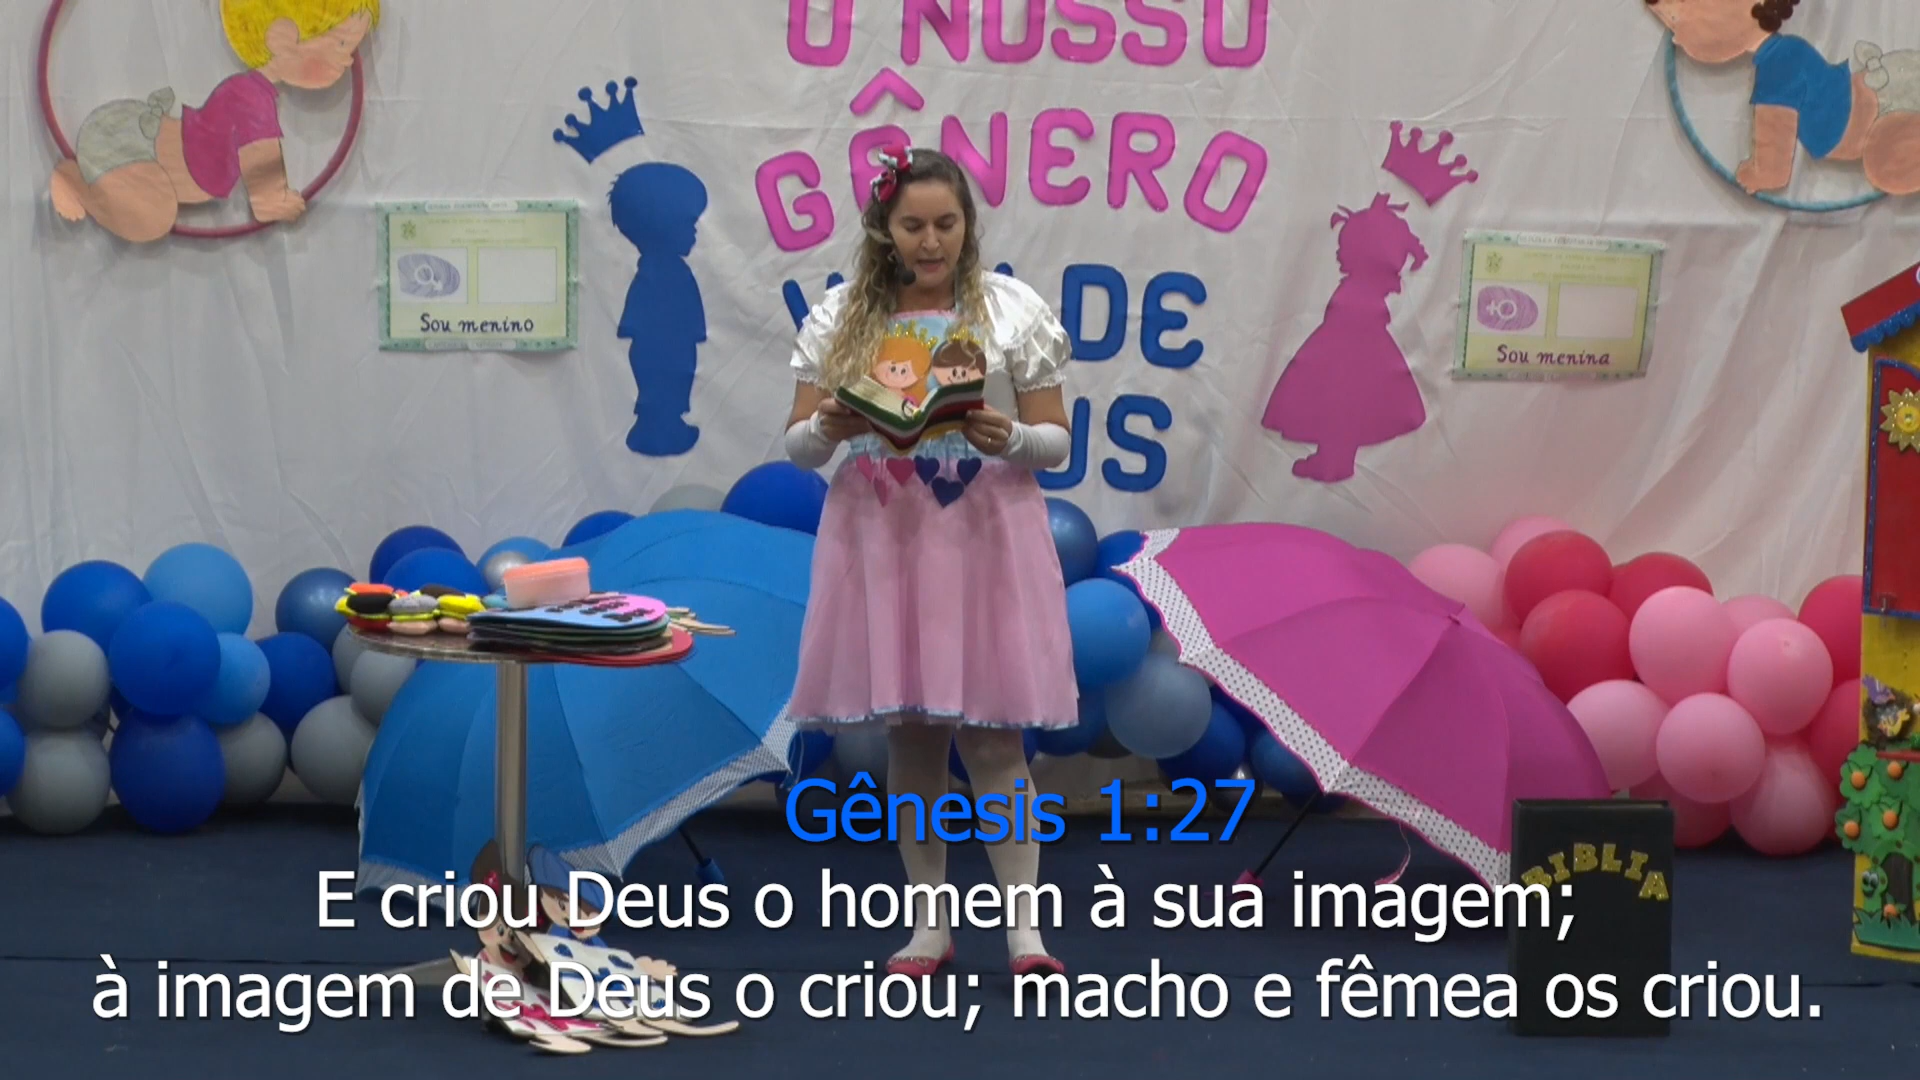 O NOSSO
GÊNERO
DE
US
Sou menino
Sou menina
BIBLIA
Gênesis 1:27
E criou Deus o homem à sua imagem;
à imagem de Deus o criou; macho e fêmea os criou.